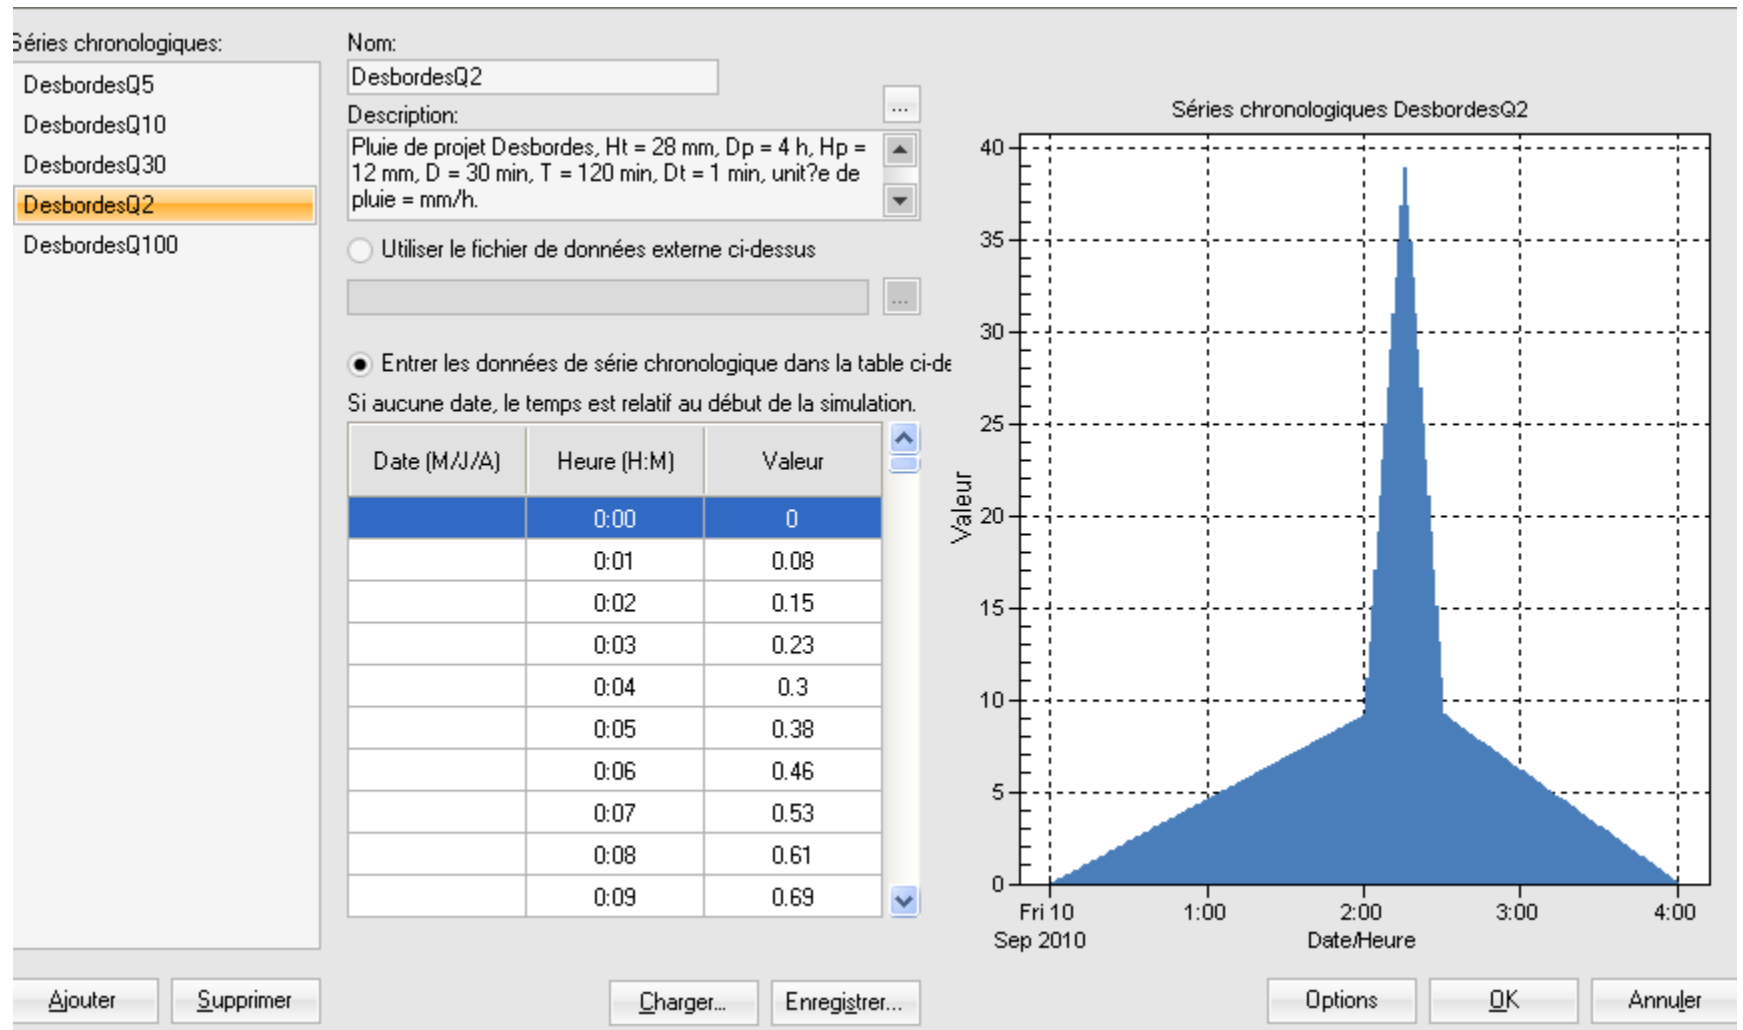 Séries chronologiques:
DesbordesQ5
DesbordesQ10
DesbordesQ30
DesbordesQ2
DesbordesQ100
Nom:
DesbordesQ2
...
Description:
Pluie de projet Desbordes, Ht = 28 mm, Dp = 4 h, Hp =
12 mm, D = 30 min, T = 120 min, Dt = 1 min, unit?e de
pluie = mm/h.
Utiliser le fichier de données externe ci-dessus
...
Entrer les données de série chronologique dans la table ci-de
Si aucune date, le temps est relatif au début de la simulation.
Date (M/J/A) Heure (H:M) Valeur
0:00 0
0:01 0.08
0:02 0.15
0:03 0.23
0:04 0.3
0:05 0.38
0:06 0.46
0:07 0.53
0:08 0.61
0:09 0.69
Séries chronologiques DesbordesQ2
Valeur
40
35
30
25
20
15
10
5
0
Fri 10 1:00 2:00 3:00 4:00
Sep 2010
Date/Heure
Ajouter
Supprimer
Charger...
Enregistrer...
Options
OK
Annuler